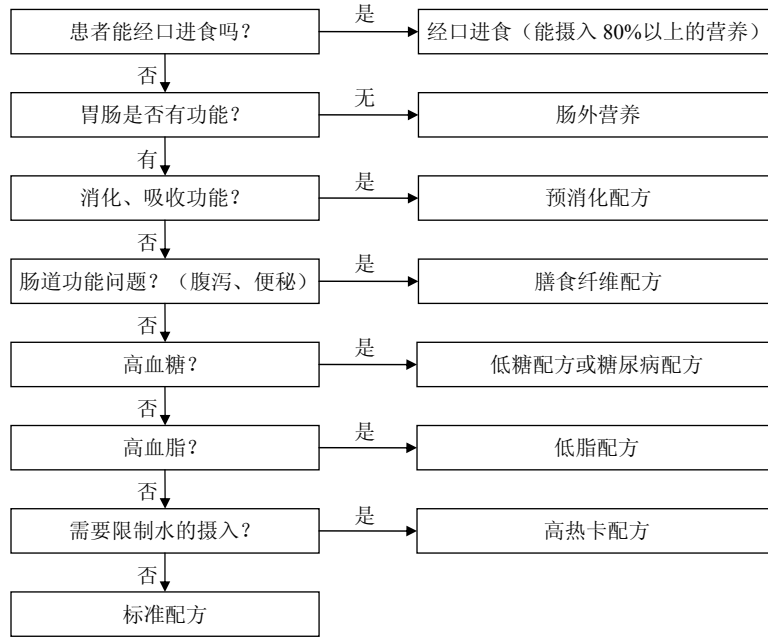 患者能经口进食吗？
是
经口进食（能摄入 80%以上的营养）
否
胃肠是否有功能？
无
肠外营养
有
消化、吸收功能？
是
预消化配方
否
肠道功能问题？（腹泻、便秘）
是
膳食纤维配方
否
高血糖？
是
低糖配方或糖尿病配方
否
高血脂？
是
低脂配方
否
需要限制水的摄入？
是
高热卡配方
否
标准配方